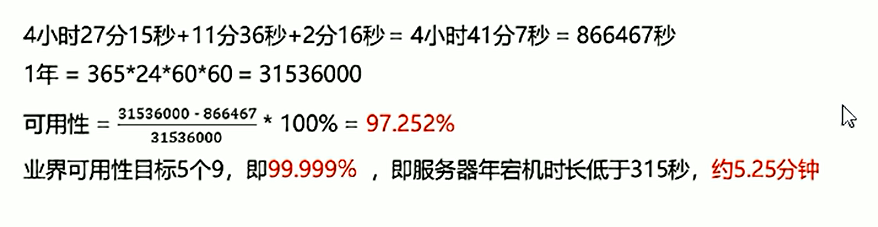 4小时27分15秒+11分36秒+2分16秒 = 4小时41分7秒 = 866467秒
1年 = 365*24*60*60 = 31536000
可用性 = \frac{31536000 - 866467}{31536000} * 100% = 97.252%
业界可用性目标5个9，即99.999% ，即服务器年宕机时长低于315秒，约5.25分钟